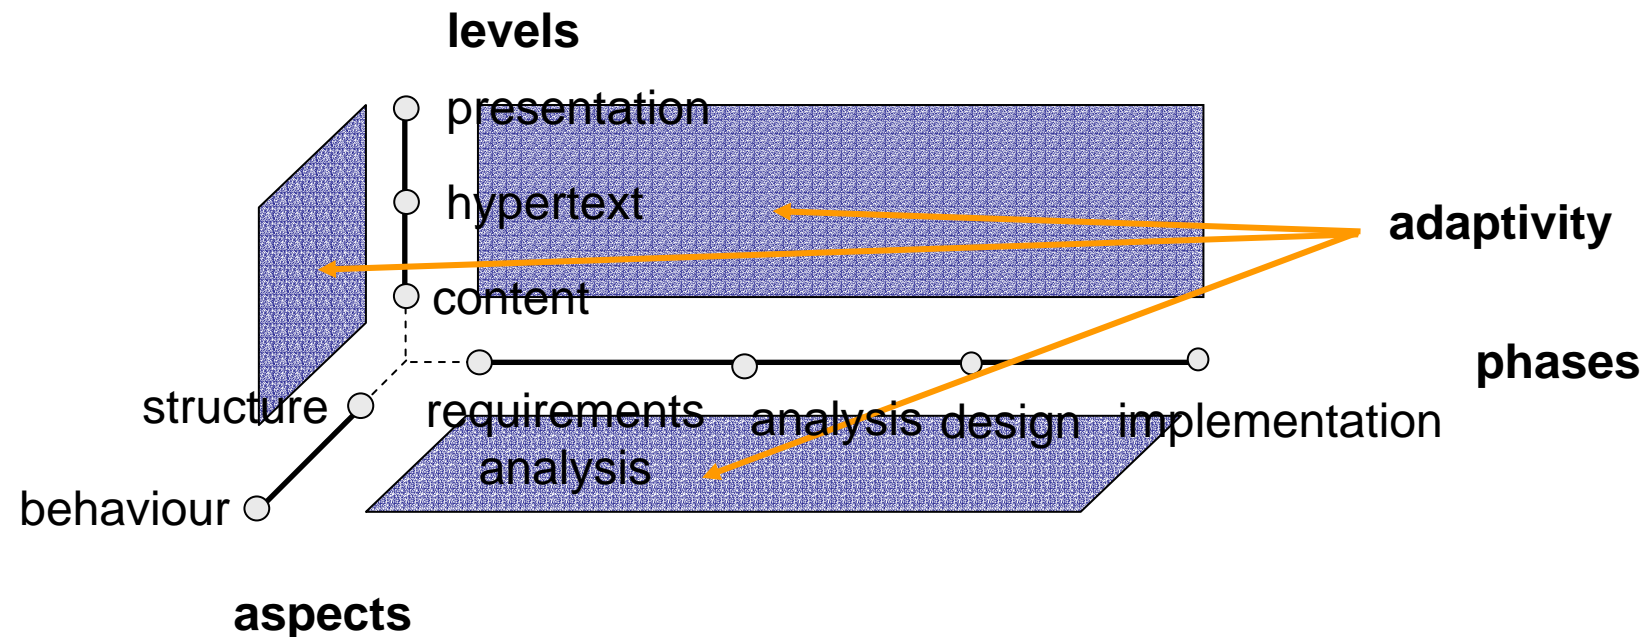 levels
presentation
hypertext
adaptivity
content
phases
structure
requirements
analysis
analysis
design
implementation
behaviour
aspects